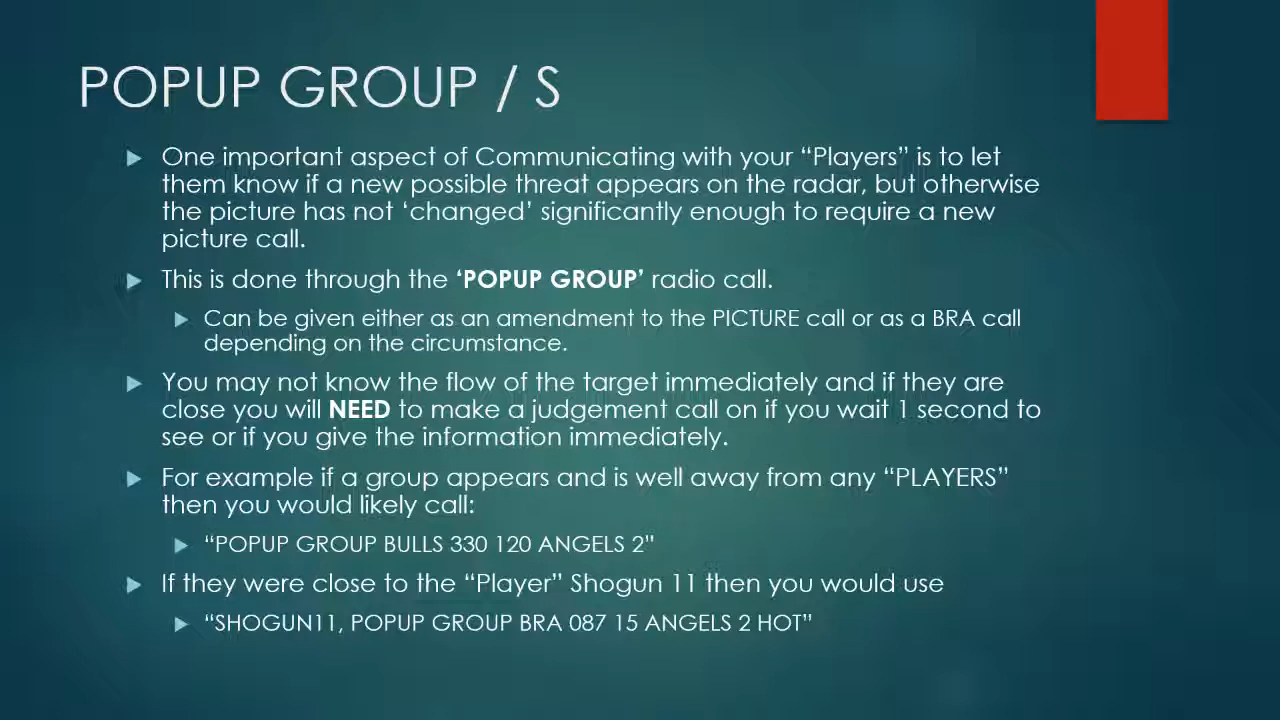 POPUP GROUP / S
One important aspect of Communicating with your “Players” is to let
them know if a new possible threat appears on the radar, but otherwise
the picture has not ‘changed’ significantly enough to require a new
picture call.
This is done through the ‘POPUP GROUP’ radio call.
Can be given either as an amendment to the PICTURE call or as a BRA call
depending on the circumstance.
You may not know the flow of the target immediately and if they are
close you will NEED to make a judgement call on if you wait 1 second to
see or if you give the information immediately.
For example if a group appears and is well away from any “PLAYERS”
then you would likely call:
“POPUP GROUP BULLS 330 120 ANGELS 2”
If they were close to the “Player” Shogun 11 then you would use
“SHOGUN11, POPUP GROUP BRA 087 15 ANGELS 2 HOT”